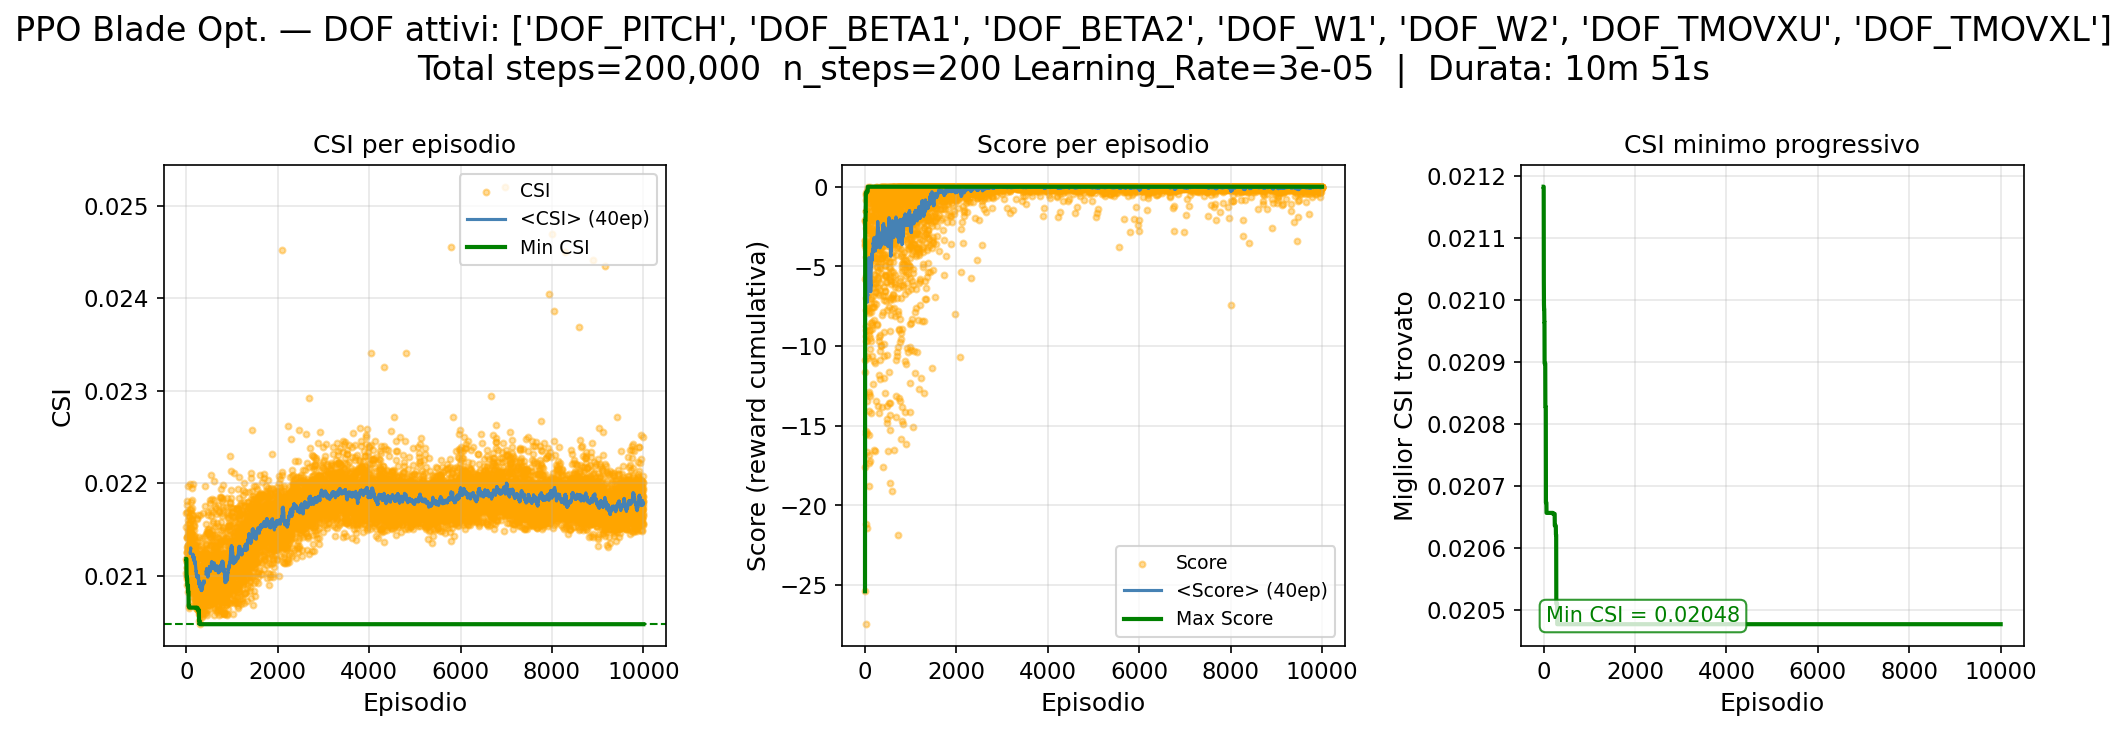 PPO Blade Opt. — DOF attivi: ['DOF_PITCH', 'DOF_BETA1', 'DOF_BETA2', 'DOF_W1', 'DOF_W2', 'DOF_TMOVXU', 'DOF_TMOVXL']
Total steps=200,000  n_steps=200 Learning_Rate=3e-05  |  Durata: 10m 51s
CSI per episodio
CSI
0.025
0.024
0.023
0.022
0.021
CSI
<CSI> (40ep)
Min CSI
0
2000
4000
6000
8000
10000
Episodio
Score per episodio
Score (reward cumulativa)
0
−5
−10
−15
−20
−25
Score
<Score> (40ep)
Max Score
0
2000
4000
6000
8000
10000
Episodio
CSI minimo progressivo
Miglior CSI trovato
0.0212
0.0211
0.0210
0.0209
0.0208
0.0207
0.0206
0.0205
Min CSI = 0.02048
0
2000
4000
6000
8000
10000
Episodio